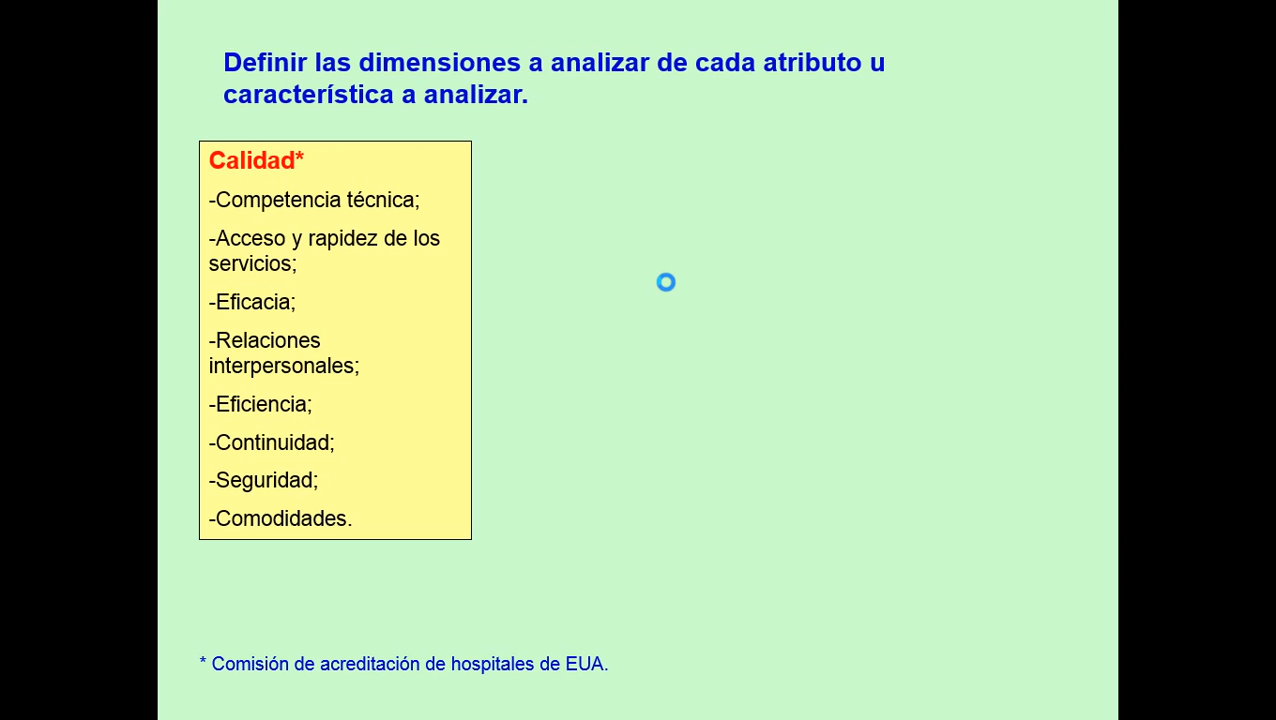 Definir las dimensiones a analizar de cada atributo u
característica a analizar.
Calidad*
-Competencia técnica;
-Acceso y rapidez de los
servicios;
-Eficacia;
-Relaciones
interpersonales;
-Eficiencia;
-Continuidad;
-Seguridad;
-Comodidades.
* Comisión de acreditación de hospitales de EUA.